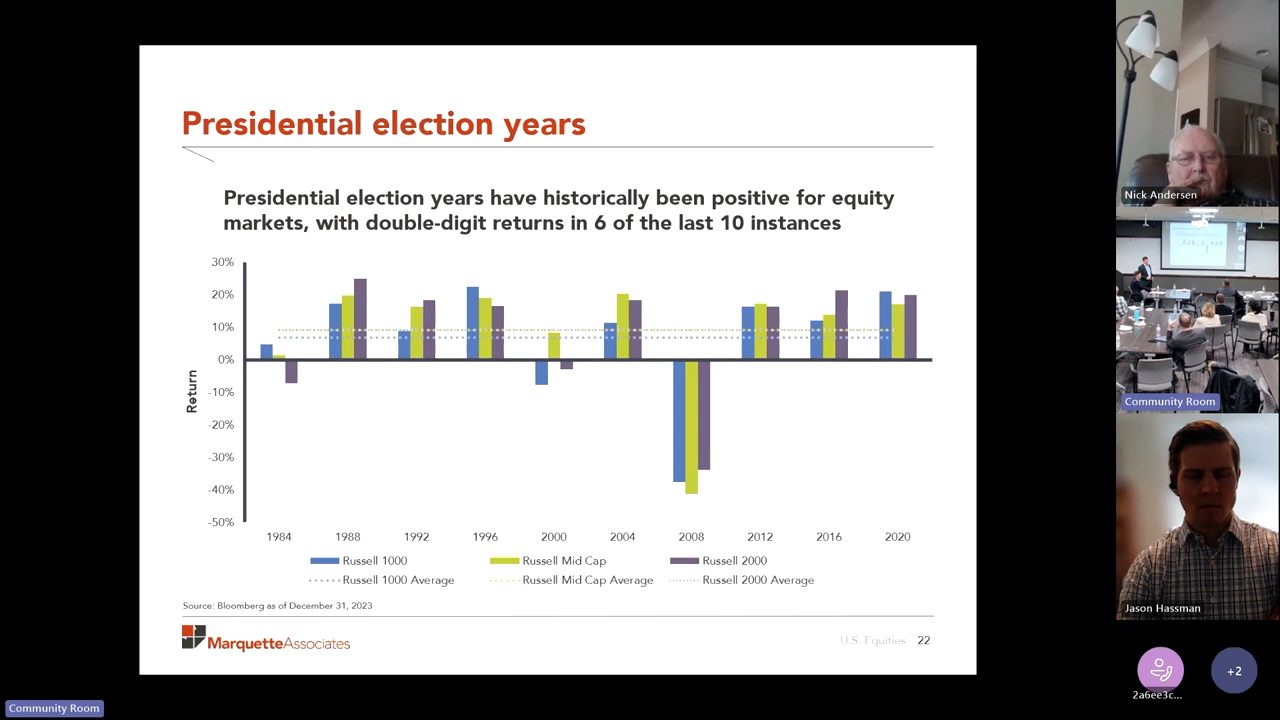 Presidential election years
Presidential election years have historically been positive for equity
markets, with double-digit returns in 6 of the last 10 instances
30%
20%
10%
0%
-10%
-20%
-30%
-40%
-50%
Return
1984 1988 1992 1996 2000 2004 2008 2012 2016 2020
Russell 1000 Russell Mid Cap Russell 2000
Russell 1000 Average Russell Mid Cap Average Russell 2000 Average
Source: Bloomberg as of December 31, 2023
MarquetteAssociates
U.S. Equities 22
Nick Andersen
Community Room
Jason Hassman
2a6ee3c...
+2
Community Room